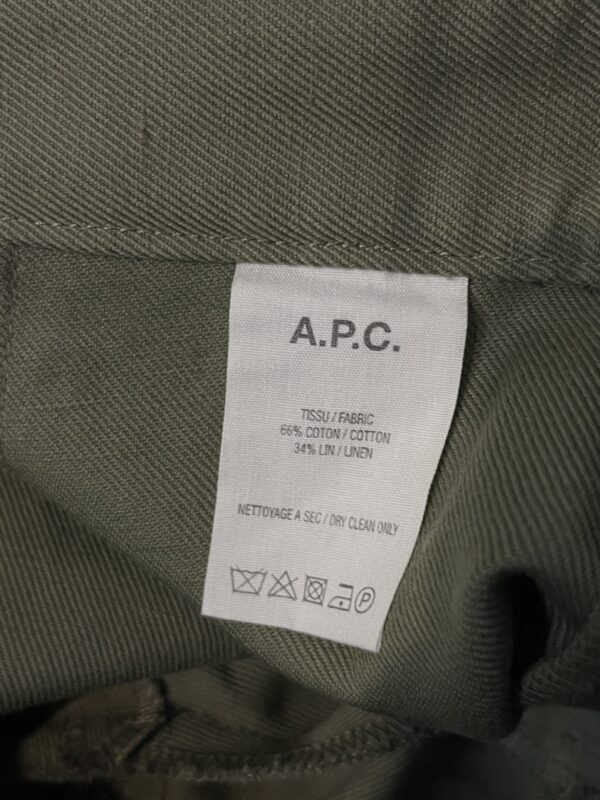 A.P.C.
TISSU / FABRIC
66% COTON / COTTON
34% LIN / LINEN
NETTOYAGE A SEC / DRY CLEAN ONLY
P